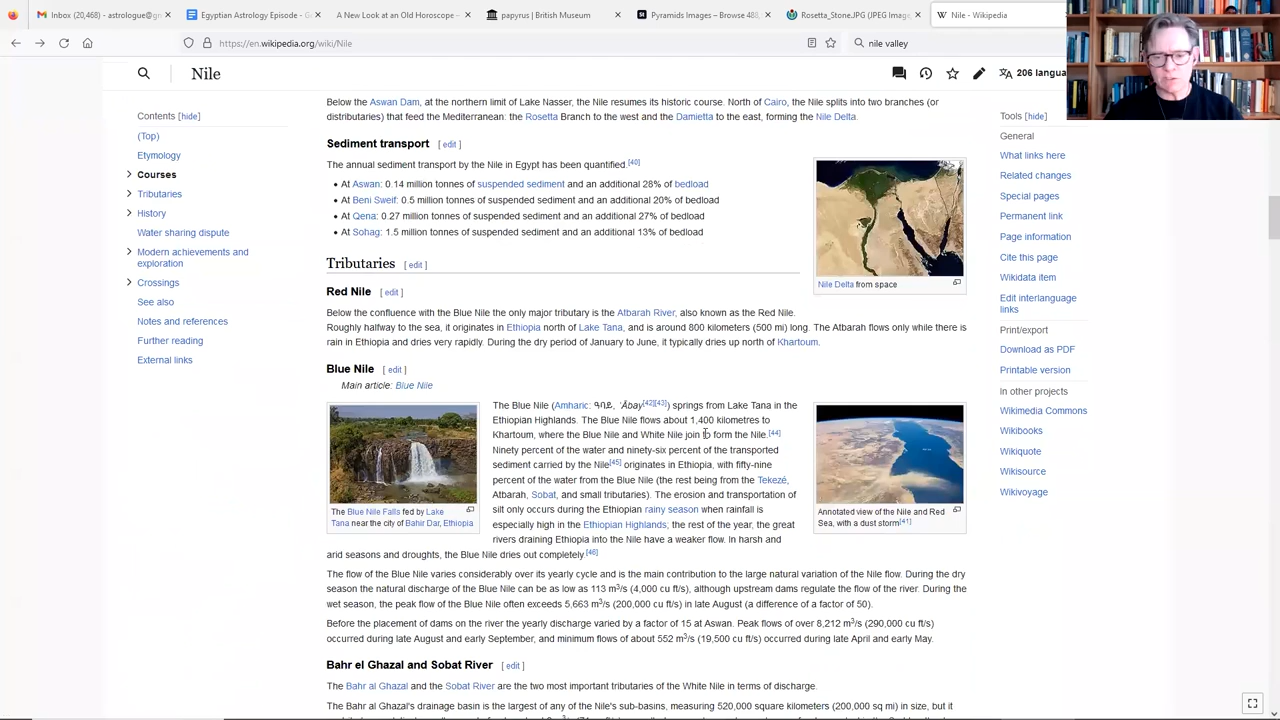 Inbox (20,468) - astrologue@g
Egyptian Astrology Episode - G
A New Look at an Old Horoscope –
papyrus | British Museum
Pyramids Images – Browse 488,
Rosetta_Stone.JPG (JPEG Image,
Nile - Wikipedia
https://en.wikipedia.org/wiki/Nile
nile valley
Nile
206 langua
Contents [hide]
(Top)
Etymology
Courses
Tributaries
History
Water sharing dispute
Modern achievements and
exploration
Crossings
See also
Notes and references
Further reading
External links
Below the Aswan Dam, at the northern limit of Lake Nasser, the Nile resumes its historic course. North of Cairo, the Nile splits into two branches (or
distributaries) that feed the Mediterranean: the Rosetta Branch to the west and the Damietta to the east, forming the Nile Delta.
Sediment transport [ edit ]
The annual sediment transport by the Nile in Egypt has been quantified.[40]
• At Aswan: 0.14 million tonnes of suspended sediment and an additional 28% of bedload
• At Beni Sweif: 0.5 million tonnes of suspended sediment and an additional 20% of bedload
• At Qena: 0.27 million tonnes of suspended sediment and an additional 27% of bedload
• At Sohag: 1.5 million tonnes of suspended sediment and an additional 13% of bedload
Nile Delta from space
Tributaries [ edit ]
Red Nile [ edit ]
Below the confluence with the Blue Nile the only major tributary is the Atbarah River, also known as the Red Nile.
Roughly halfway to the sea, it originates in Ethiopia north of Lake Tana, and is around 800 kilometers (500 mi) long. The Atbarah flows only while there is
rain in Ethiopia and dries very rapidly. During the dry period of January to June, it typically dries up north of Khartoum.
Blue Nile [ edit ]
Main article: Blue Nile
The Blue Nile Falls fed by Lake
Tana near the city of Bahir Dar, Ethiopia
The Blue Nile (Amharic: ዓባይ, ʿĀbay[42][43]) springs from Lake Tana in the
Ethiopian Highlands. The Blue Nile flows about 1,400 kilometres to
Khartoum, where the Blue Nile and White Nile join to form the Nile.[44]
Ninety percent of the water and ninety-six percent of the transported
sediment carried by the Nile[45] originates in Ethiopia, with fifty-nine
percent of the water from the Blue Nile (the rest being from the Tekezé,
Atbarah, Sobat, and small tributaries). The erosion and transportation of
silt only occurs during the Ethiopian rainy season when rainfall is
especially high in the Ethiopian Highlands; the rest of the year, the great
rivers draining Ethiopia into the Nile have a weaker flow. In harsh and
arid seasons and droughts, the Blue Nile dries out completely.[46]
Annotated view of the Nile and Red
Sea, with a dust storm[41]
The flow of the Blue Nile varies considerably over its yearly cycle and is the main contribution to the large natural variation of the Nile flow. During the dry
season the natural discharge of the Blue Nile can be as low as 113 m³/s (4,000 cu ft/s), although upstream dams regulate the flow of the river. During the
wet season, the peak flow of the Blue Nile often exceeds 5,663 m³/s (200,000 cu ft/s) in late August (a difference of a factor of 50).
Before the placement of dams on the river the yearly discharge varied by a factor of 15 at Aswan. Peak flows of over 8,212 m³/s (290,000 cu ft/s)
occurred during late August and early September, and minimum flows of about 552 m³/s (19,500 cu ft/s) occurred during late April and early May.
Bahr el Ghazal and Sobat River [ edit ]
The Bahr al Ghazal and the Sobat River are the two most important tributaries of the White Nile in terms of discharge.
The Bahr al Ghazal's drainage basin is the largest of any of the Nile's sub-basins, measuring 520,000 square kilometers (200,000 sq mi) in size, but it
Tools [hide]
General
What links here
Related changes
Special pages
Permanent link
Page information
Cite this page
Wikidata item
Edit interlanguage
links
Print/export
Download as PDF
Printable version
In other projects
Wikimedia Commons
Wikibooks
Wikiquote
Wikisource
Wikivoyage